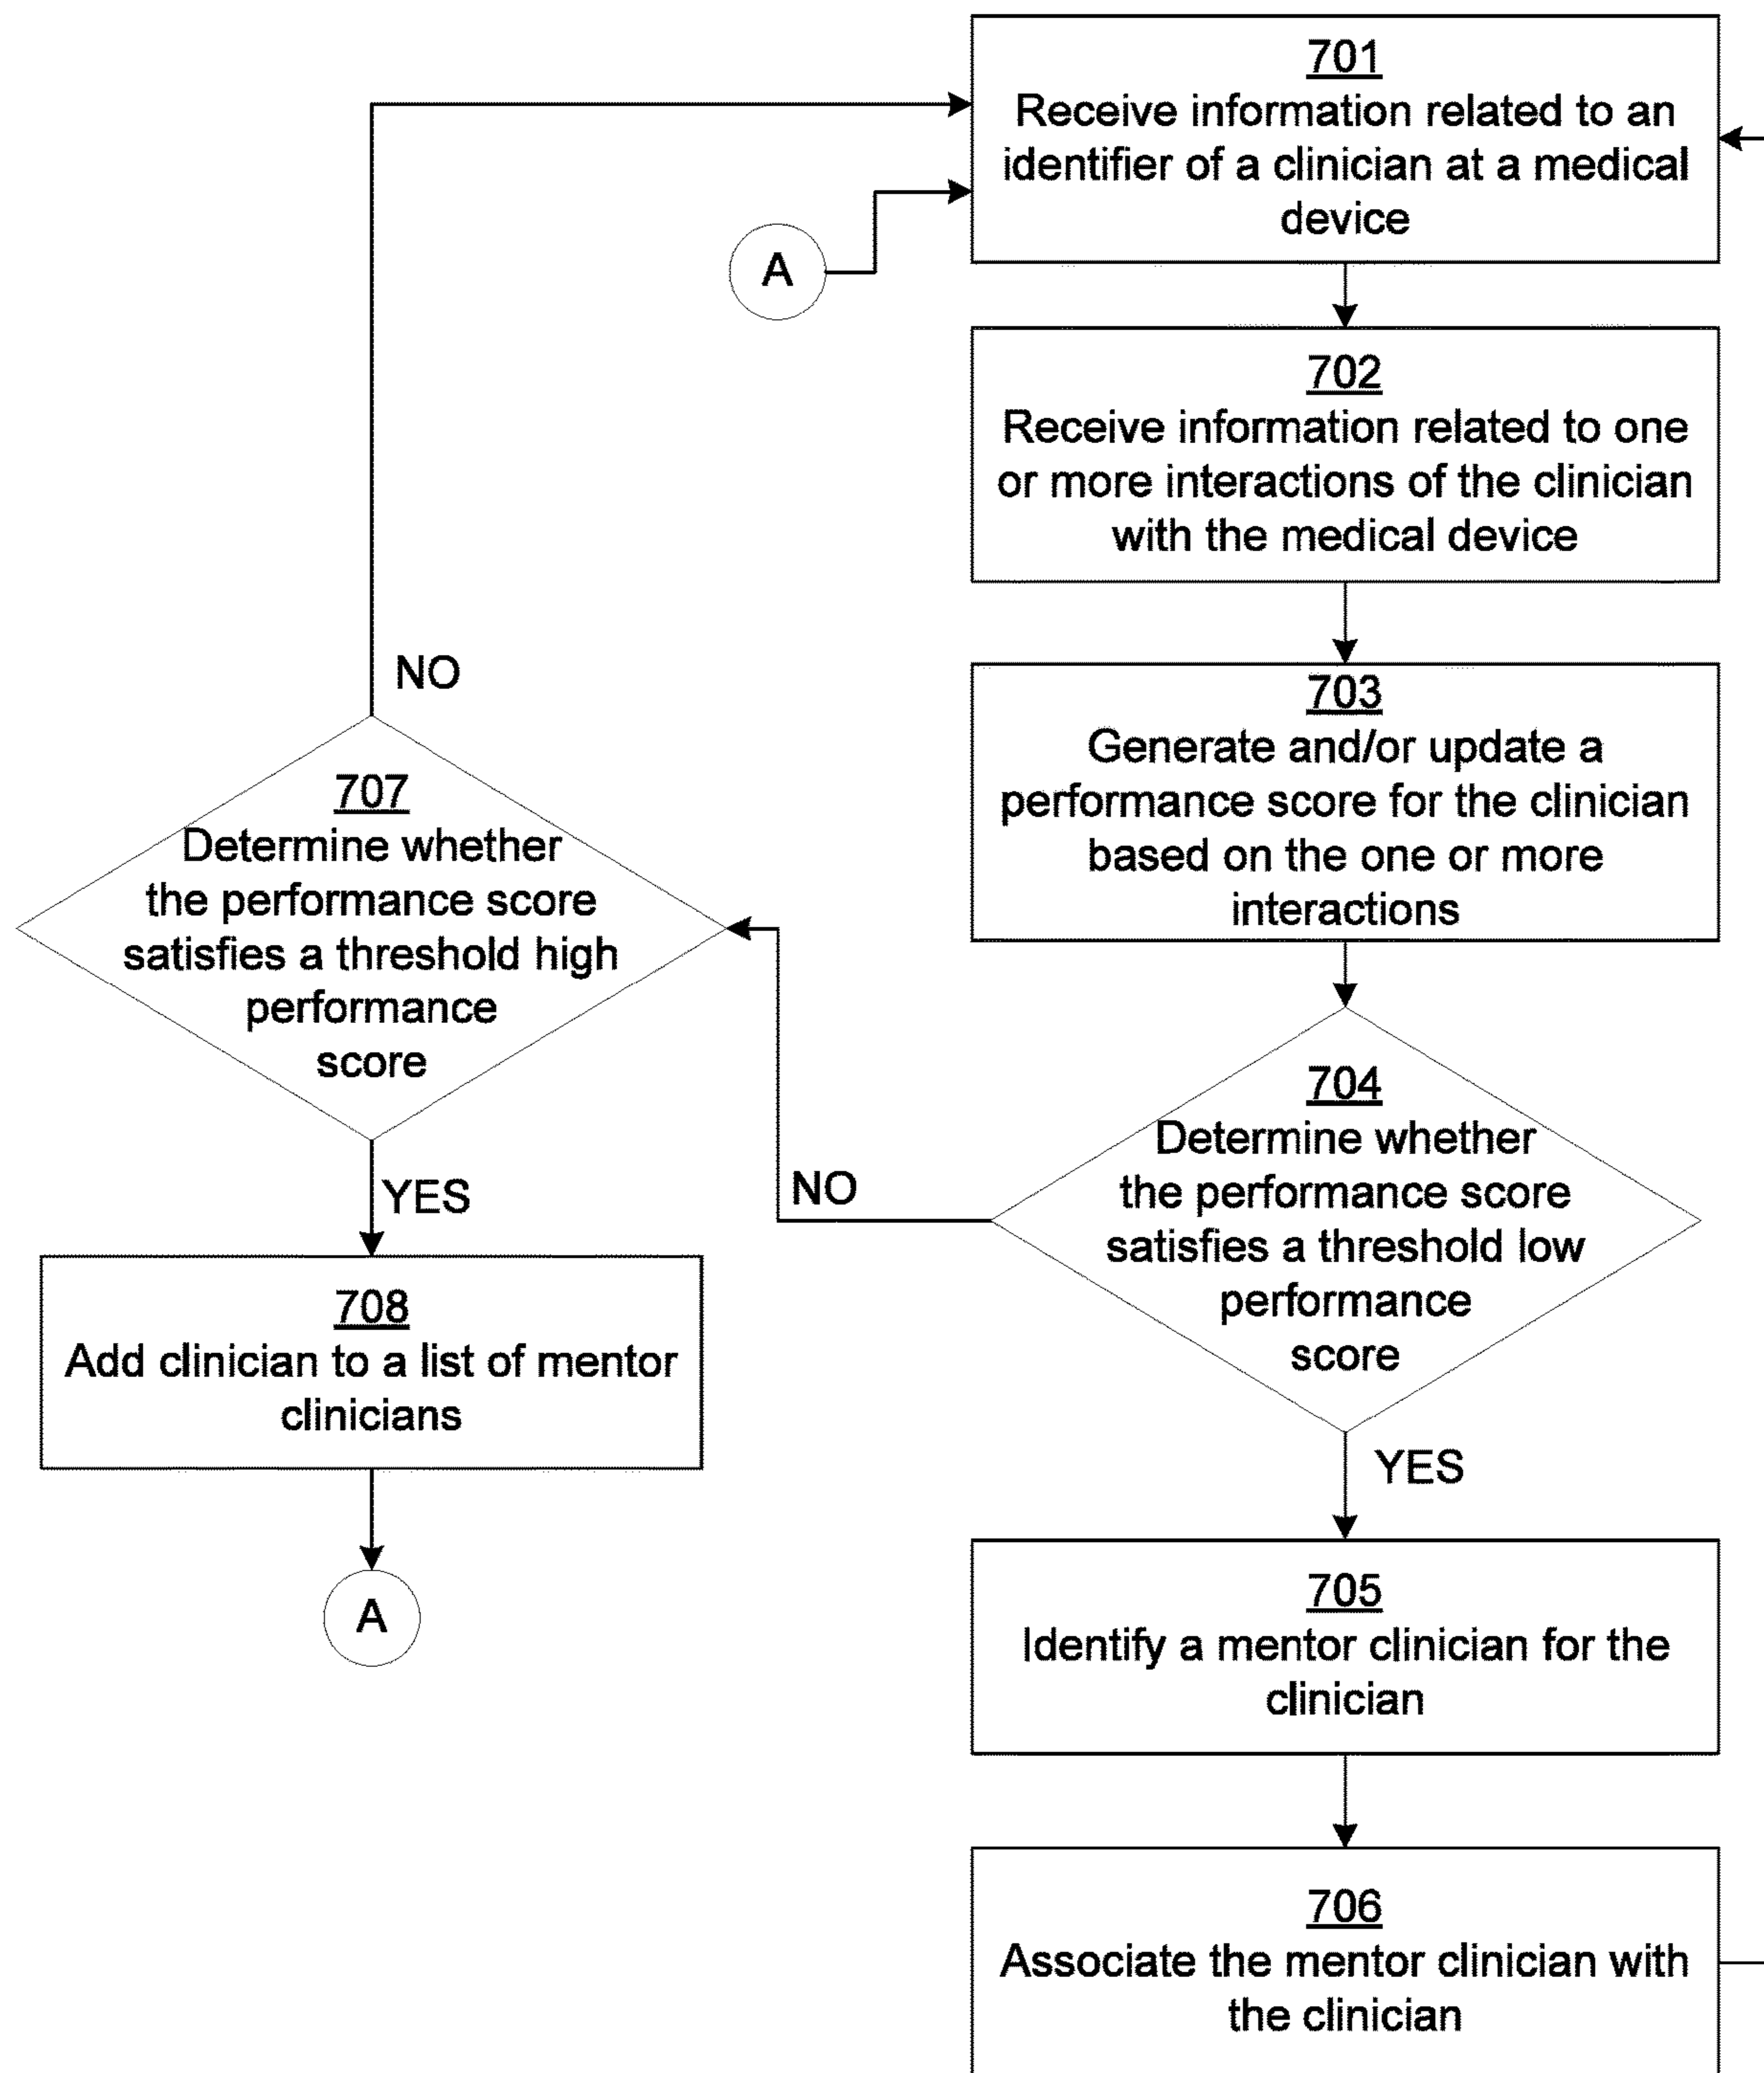 701
Receive information related to an
identifier of a clinician at a medical
device
A
702
Receive information related to one
or more interactions of the clinician
with the medical device
703
Generate and/or update a
performance score for the clinician
based on the one or more
interactions
NO
707
Determine whether
the performance score
satisfies a threshold high
performance
score
704
Determine whether
the performance score
satisfies a threshold low
performance
score
NO
YES
708
Add clinician to a list of mentor
clinicians
A
YES
705
Identify a mentor clinician for the
clinician
706
Associate the mentor clinician with
the clinician